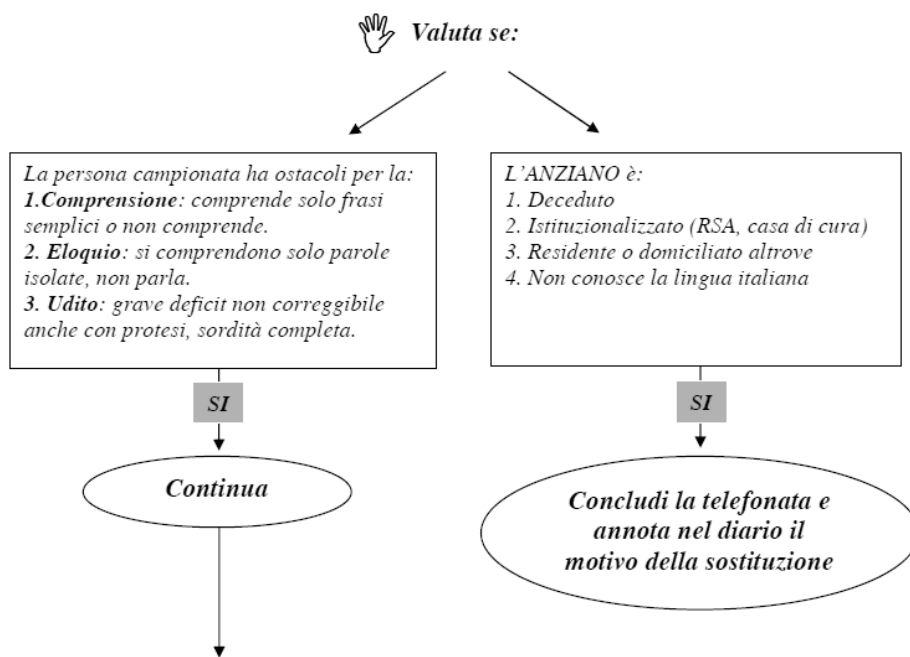 Valuta se:
La persona campionata ha ostacoli per la:
1.Comprensione: comprende solo frasi
semplici o non comprende.
2. Eloquio: si comprendono solo parole
isolate, non parla.
3. Udito: grave deficit non correggibile
anche con protesi, sordità completa.
SI
Continua
L'ANZIANO è:
1. Deceduto
2. Istituzionalizzato (RSA, casa di cura)
3. Residente o domiciliato altrove
4. Non conosce la lingua italiana
SI
Concludi la telefonata e
annota nel diario il
motivo della sostituzione